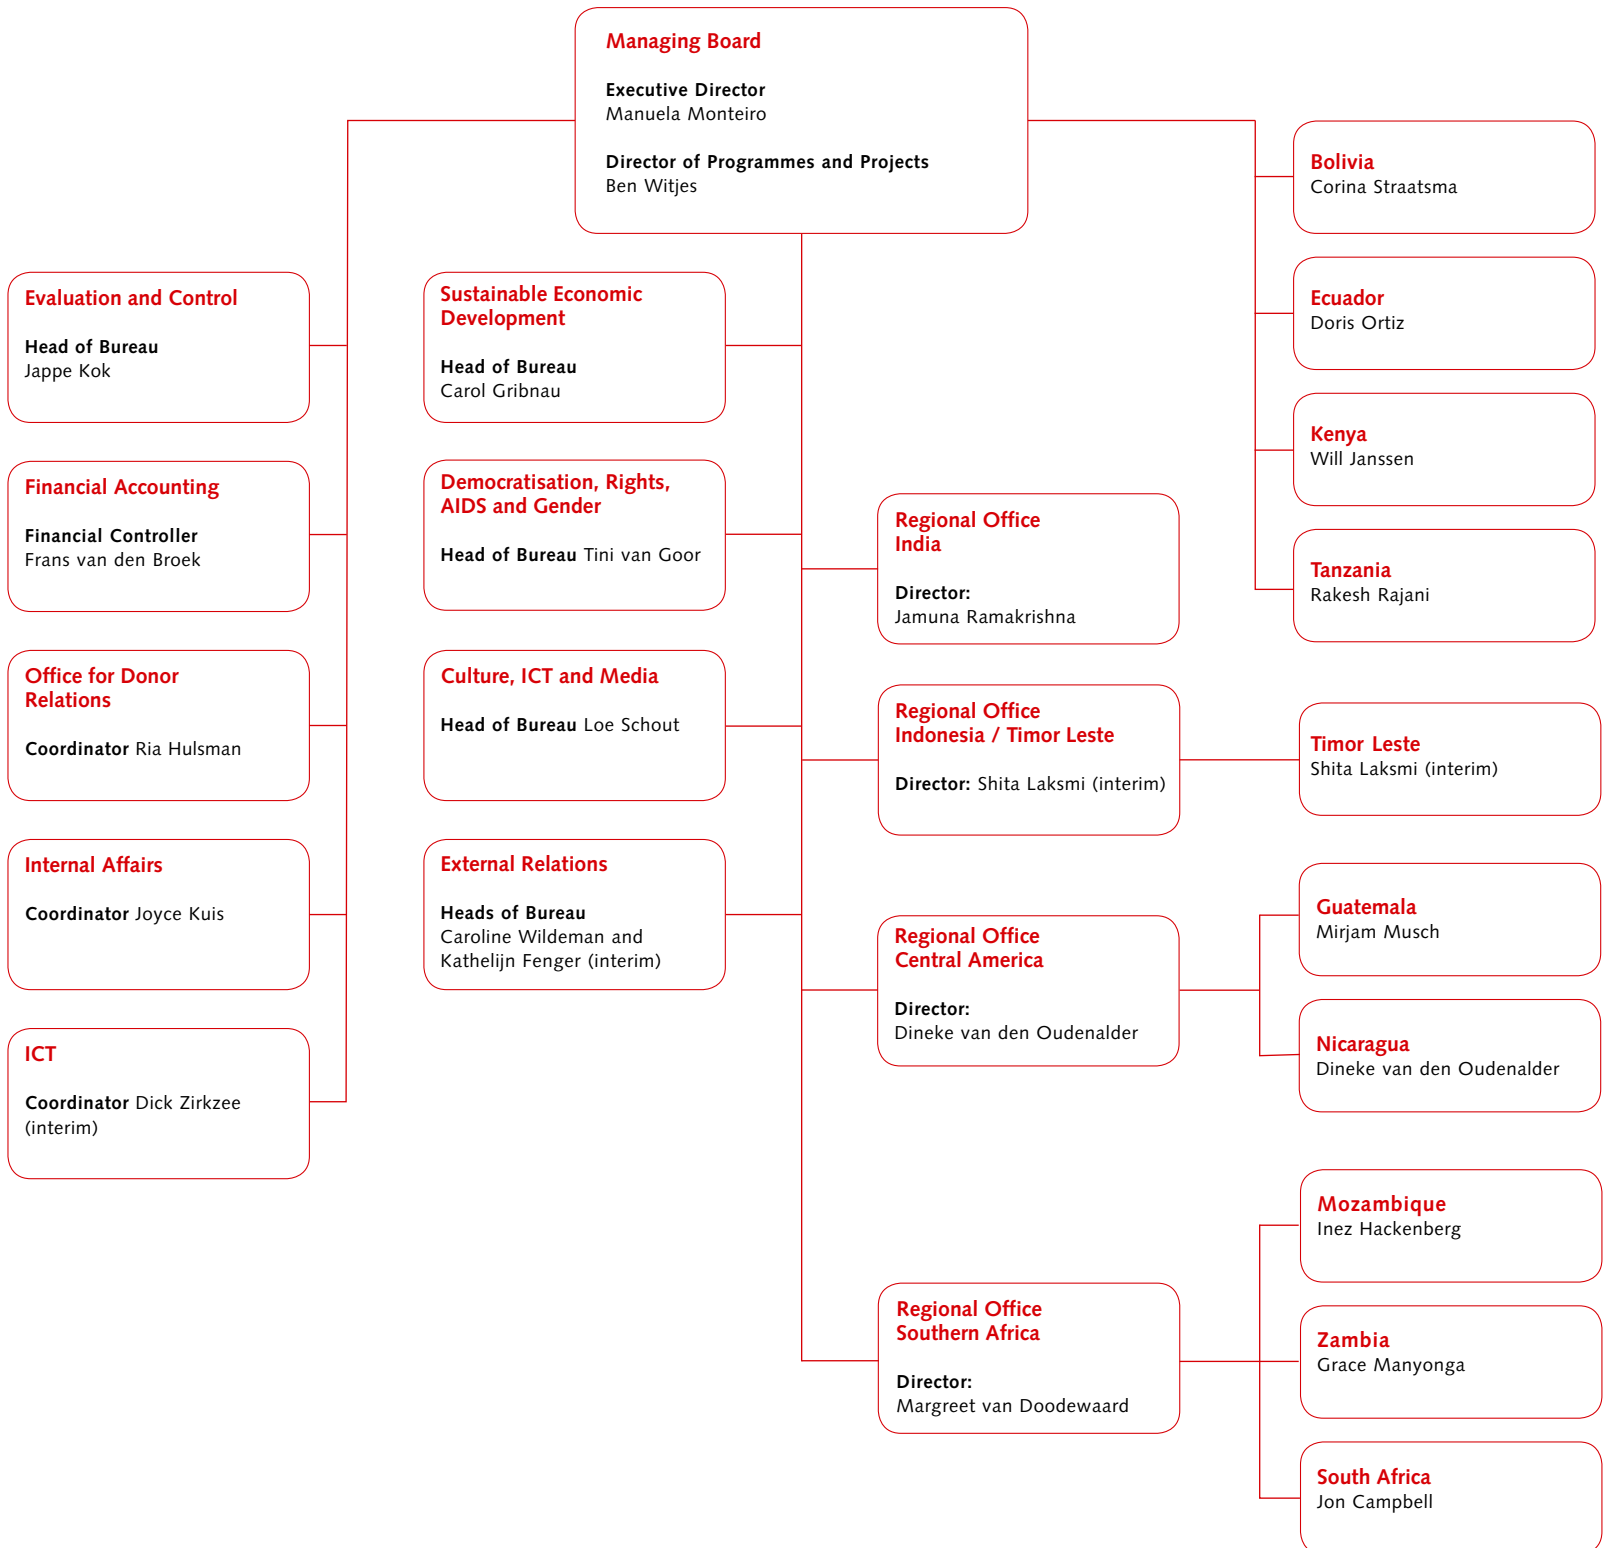 Managing Board
Executive Director
Manuela Monteiro
Director of Programmes and Projects
Ben Witjes
Evaluation and Control
Head of Bureau
Jappe Kok
Financial Accounting
Financial Controller
Frans van den Broek
Office for Donor
Relations
Coordinator Ria Hulsman
Internal Affairs
Coordinator Joyce Kuis
ICT
Coordinator Dick Zirkzee
(interim)
Sustainable Economic
Development
Head of Bureau
Carol Gribnau
Democratisation, Rights,
AIDS and Gender
Head of Bureau Tini van Goor
Culture, ICT and Media
Head of Bureau Loe Schout
External Relations
Heads of Bureau
Caroline Wildeman and
Kathelijn Fenger (interim)
Regional Office
India
Director:
Jamuna Ramakrishna
Regional Office
Indonesia / Timor Leste
Director: Shita Laksmi (interim)
Regional Office
Central America
Director:
Dineke van den Oudenalder
Regional Office
Southern Africa
Director:
Margreet van Doodewaard
Bolivia
Corina Straatsma
Ecuador
Doris Ortiz
Kenya
Will Janssen
Tanzania
Rakesh Rajani
Timor Leste
Shita Laksmi (interim)
Guatemala
Mirjam Musch
Nicaragua
Dineke van den Oudenalder
Mozambique
Inez Hackenberg
Zambia
Grace Manyonga
South Africa
Jon Campbell